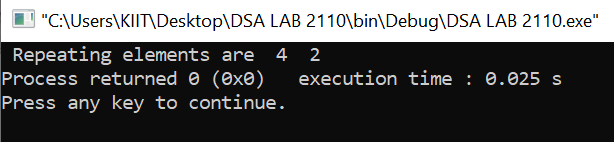 "C:\Users\KIIT\Desktop\DSA LAB 2110\bin\Debug\DSA LAB 2110.exe"
Repeating elements are  4  2
Process returned 0 (0x0)   execution time : 0.025 s
Press any key to continue.